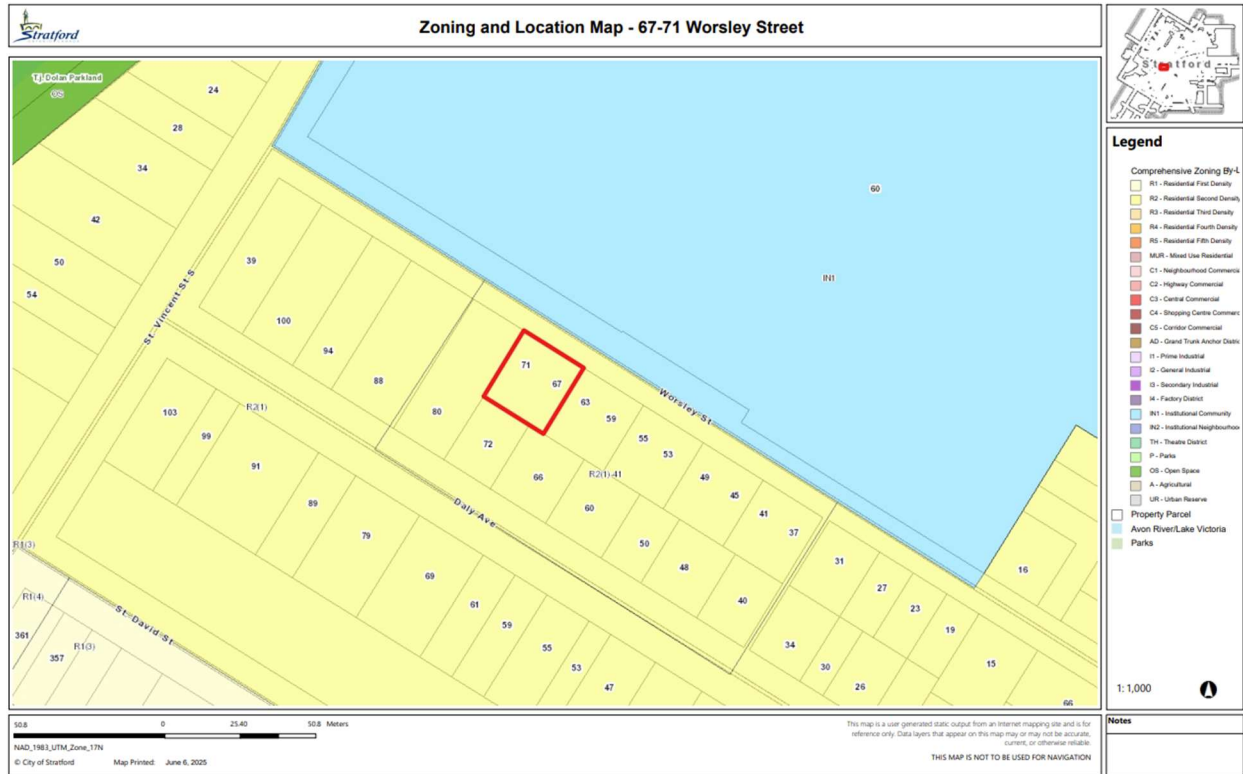 Stratford
Zoning and Location Map - 67-71 Worsley Street
Stratford
T.J. Dolan Parkland
OS
24
28
34
42
50
54
60
IN1
St. Vincent St S
39
100
94
88
80
71
67
63
59
55
53
49
45
41
37
Worsley St
31
27
23
19
15
16
66
103
99
91
89
79
69
61
59
55
53
47
R2(1)
72
66
R2(1)-41
60
50
48
40
34
30
26
Daly Ave
R1(3)
R1(4)
361
357
R1(3)
St. David St
Legend
Comprehensive Zoning By-L
R1 - Residential First Density
R2 - Residential Second Density
R3 - Residential Third Density
R4 - Residential Fourth Density
R5 - Residential Fifth Density
MUR - Mixed Use Residential
C1 - Neighbourhood Commercia
C2 - Highway Commercial
C3 - Central Commercial
C4 - Shopping Centre Commerc
C5 - Corridor Commercial
AD - Grand Trunk Anchor Distric
I1 - Prime Industrial
I2 - General Industrial
I3 - Secondary Industrial
I4 - Factory District
IN1 - Institutional Community
IN2 - Institutional Neighbourhoo
TH - Theatre District
P - Parks
OS - Open Space
A - Agricultural
UR - Urban Reserve
Property Parcel
Avon River/Lake Victoria
Parks
1: 1,000
50.8 0 25.40 50.8 Meters
NAD_1983_UTM_Zone_17N
© City of Stratford Map Printed: June 6, 2025
This map is a user generated static output from an Internet mapping site and is for
reference only. Data layers that appear on this map may or may not be accurate,
current, or otherwise reliable.
THIS MAP IS NOT TO BE USED FOR NAVIGATION
Notes